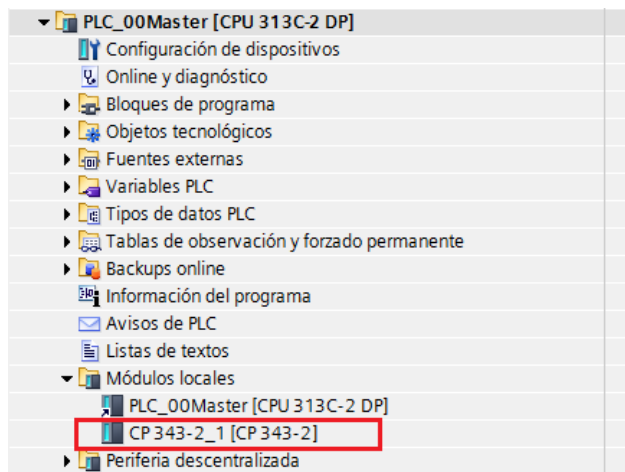 PLC_00Master [CPU 313C-2 DP]
Configuración de dispositivos
Online y diagnóstico
Bloques de programa
Objetos tecnológicos
Fuentes externas
Variables PLC
Tipos de datos PLC
Tablas de observación y forzado permanente
Backups online
Información del programa
Avisos de PLC
Listas de textos
Módulos locales
PLC_00Master [CPU 313C-2 DP]
CP 343-2_1 [CP 343-2]
Periferia descentralizada